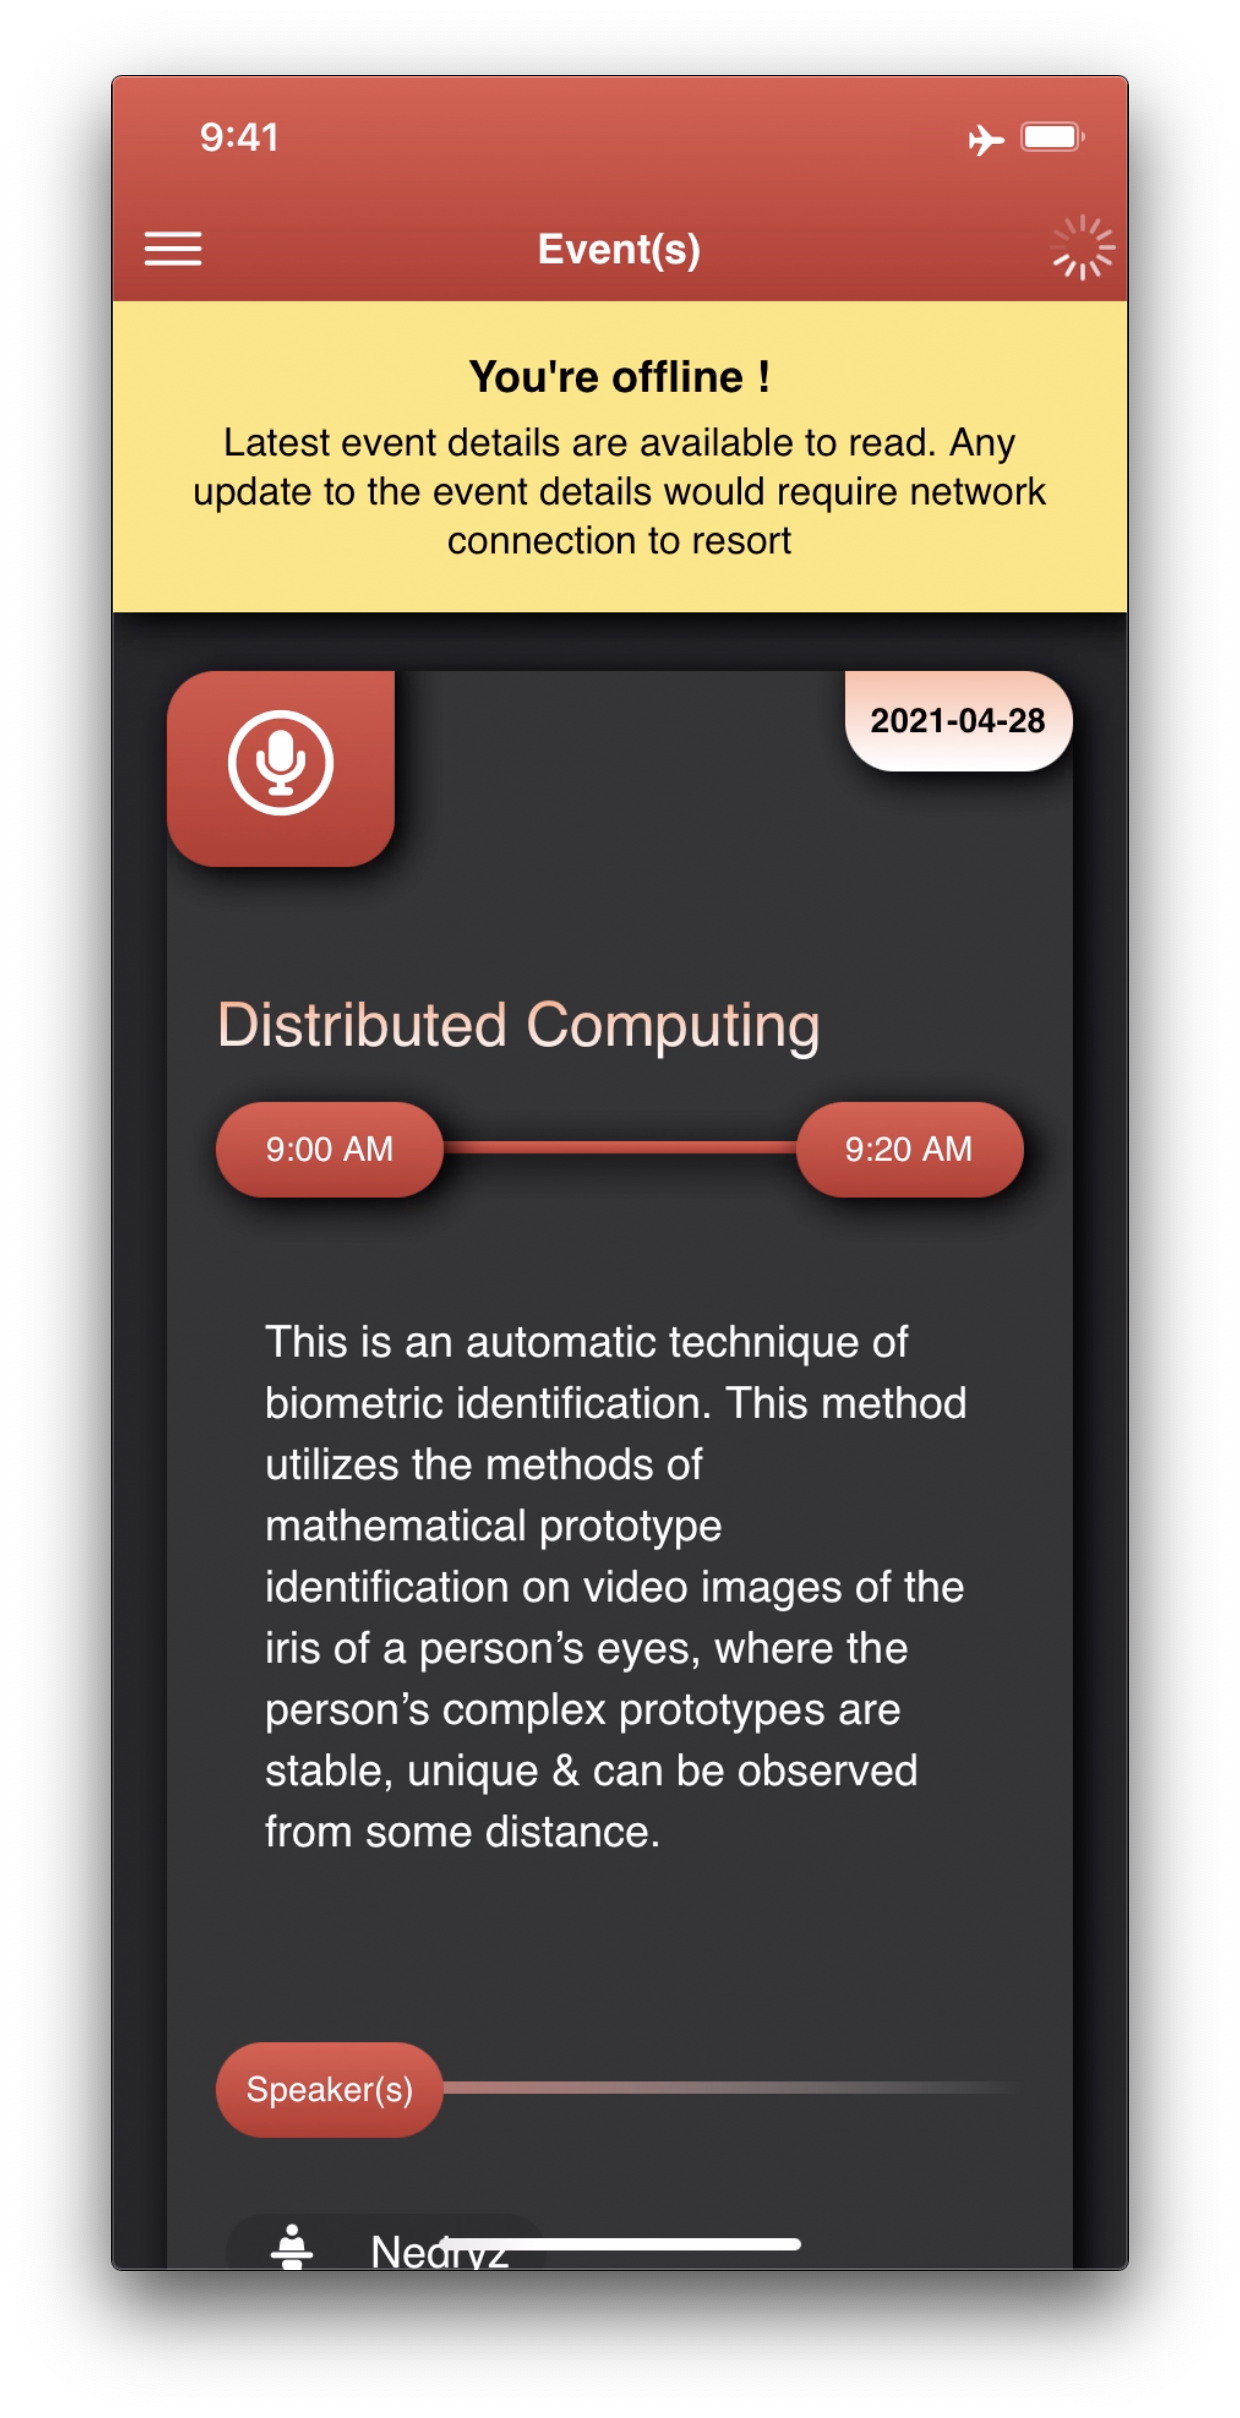 9:41
Event(s)
You're offline !
Latest event details are available to read. Any
update to the event details would require network
connection to resort
2021-04-28
Distributed Computing
9:00 AM
9:20 AM
This is an automatic technique of
biometric identification. This method
utilizes the methods of
mathematical prototype
identification on video images of the
iris of a person’s eyes, where the
person’s complex prototypes are
stable, unique & can be observed
from some distance.
Speaker(s)